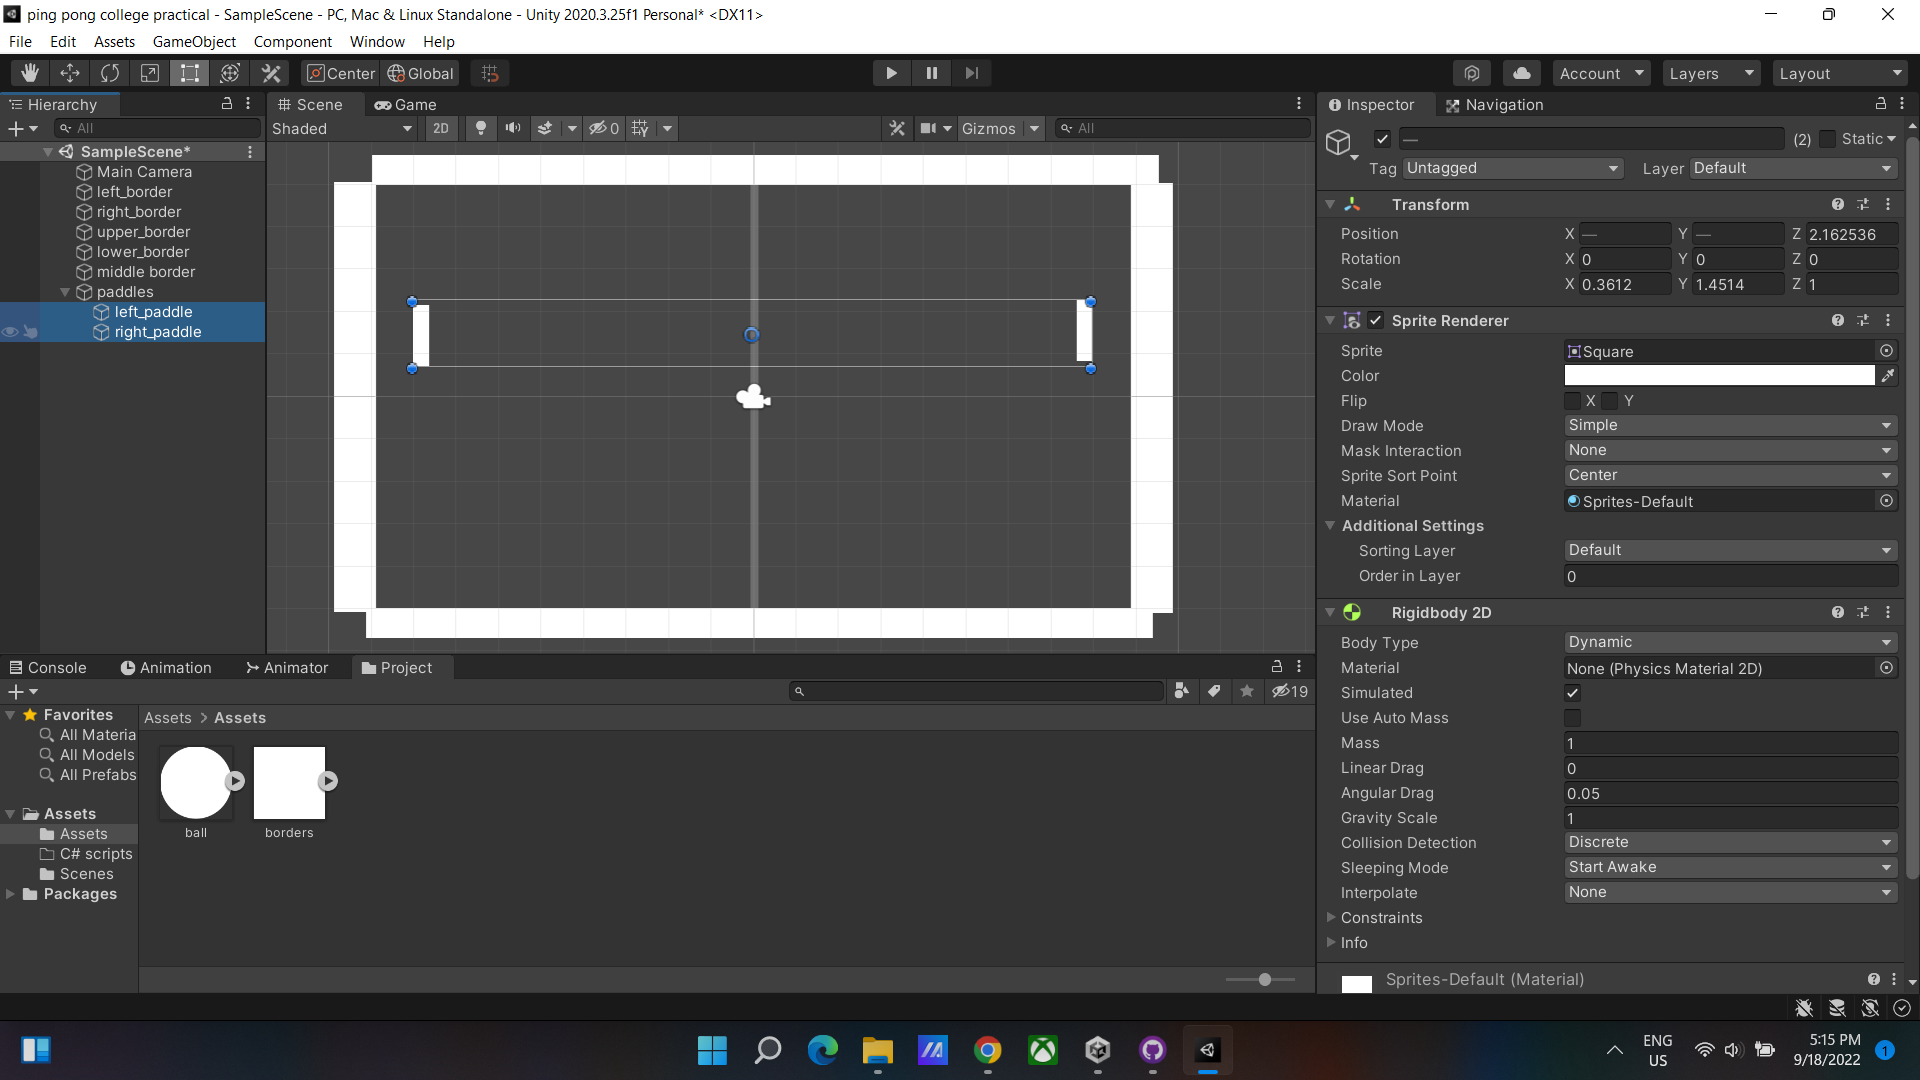 ping pong college practical - SampleScene - PC, Mac & Linux Standalone - Unity 2020.3.25f1 Personal* <DX11>
File Edit Assets GameObject Component Window Help
Center Global Account Layers Layout
Hierarchy
All
SampleScene*
Main Camera
left_border
right_border
upper_border
lower_border
middle border
paddles
left_paddle
right_paddle
Scene Game
Shaded 2D 0 Gizmos All
Inspector Navigation
— (2) Static
Tag Untagged Layer Default
Transform
Position X — Y — Z 2.162536
Rotation X 0 Y 0 Z 0
Scale X 0.3612 Y 1.4514 Z 1
Sprite Renderer
Sprite Square
Color
Flip X Y
Draw Mode Simple
Mask Interaction None
Sprite Sort Point Center
Material Sprites-Default
Additional Settings
Sorting Layer Default
Order in Layer 0
Rigidbody 2D
Body Type Dynamic
Material None (Physics Material 2D)
Simulated
Use Auto Mass
Mass 1
Linear Drag 0
Angular Drag 0.05
Gravity Scale 1
Collision Detection Discrete
Sleeping Mode Start Awake
Interpolate None
Constraints
Info
Sprites-Default (Material)
Console Animation Animator Project
19
Favorites
All Materia
All Models
All Prefabs
Assets
Assets
C# scripts
Scenes
Packages
Assets > Assets
ball borders
ENG
US
5:15 PM
9/18/2022
1